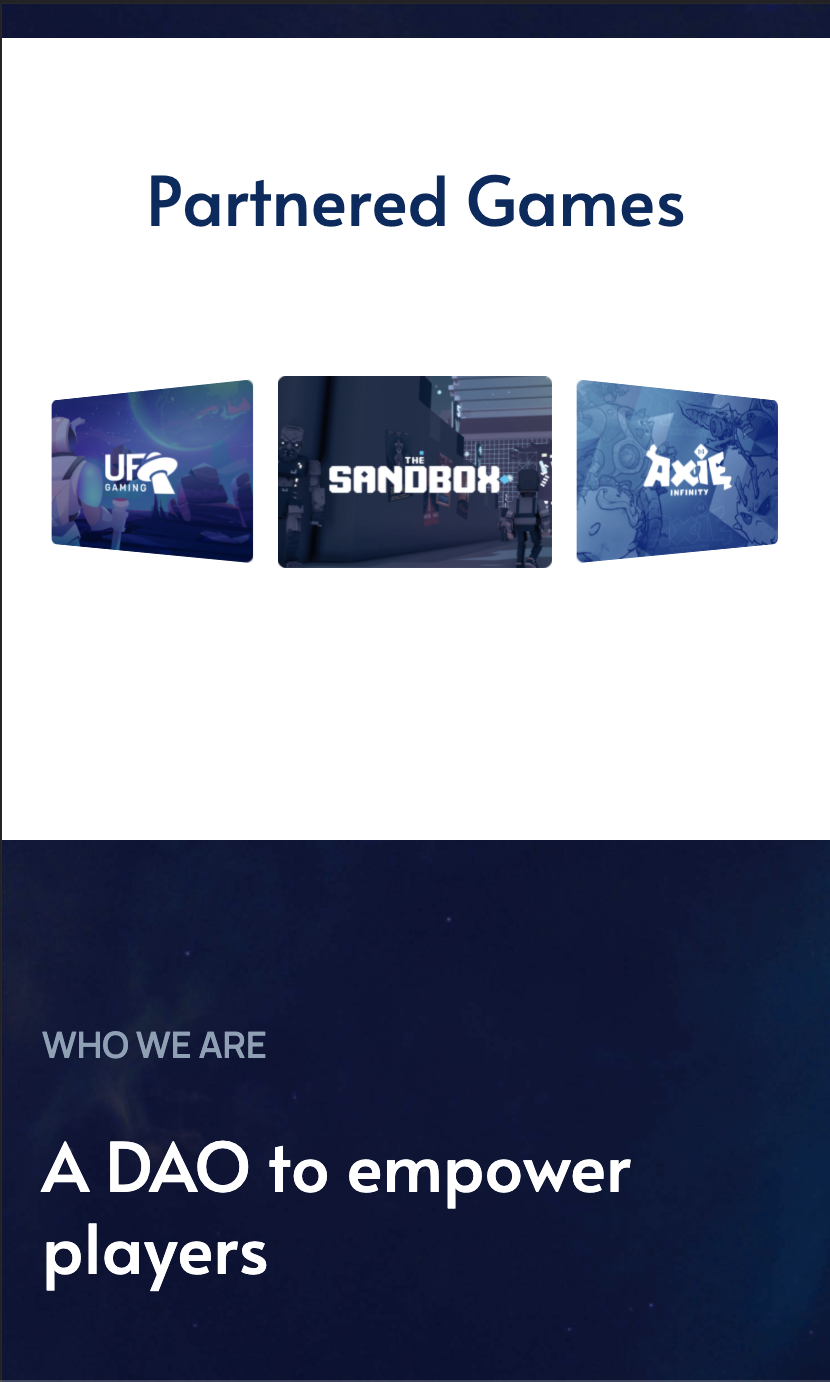 Partnered Games
UFO
GAMING
THE
SANDBOX
AXIE
INFINITY
WHO WE ARE
A DAO to empower
players